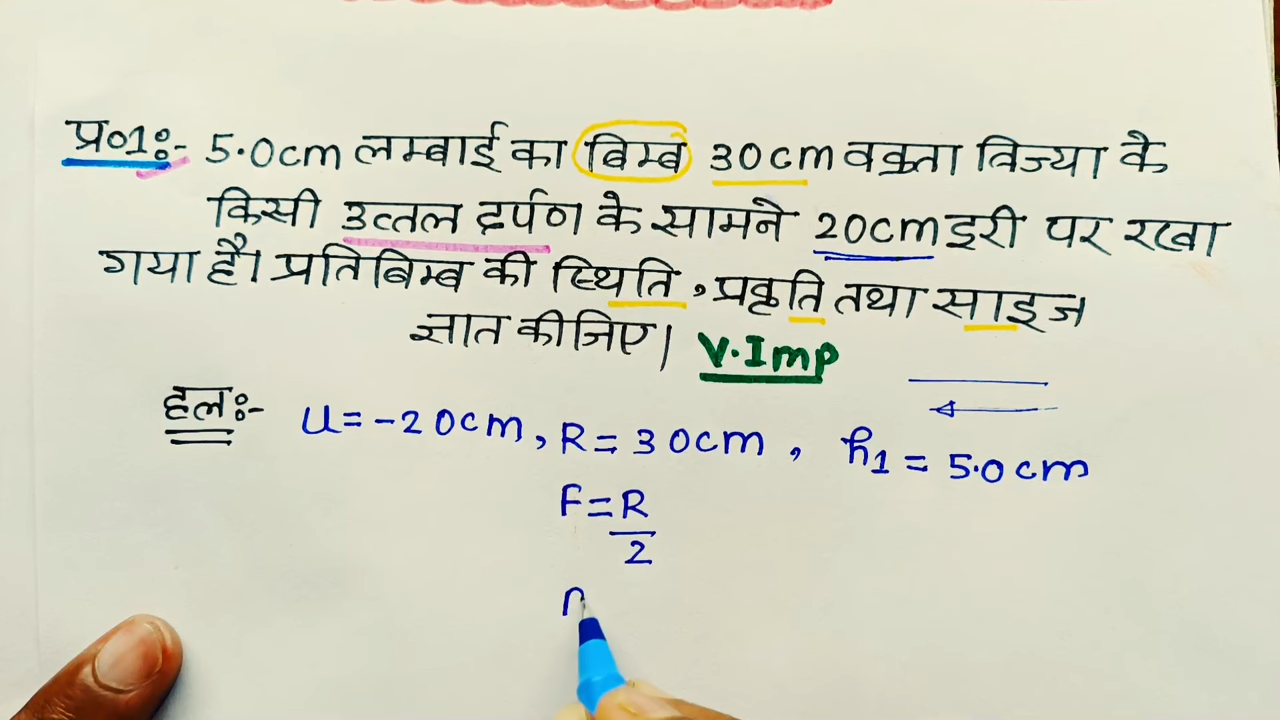 प्र०1:- 5.0cm लम्बाई का बिम्ब 30cm वक्रता त्रिज्या के
किसी उत्तल दर्पण के सामने 20cm दूरी पर रखा
गया है। प्रतिबिम्ब की स्थिति, प्रकृति तथा साइज
ज्ञात कीजिए। V.Imp
हल:- u=-20cm, R=30cm, h1=5.0cm
F=R
2